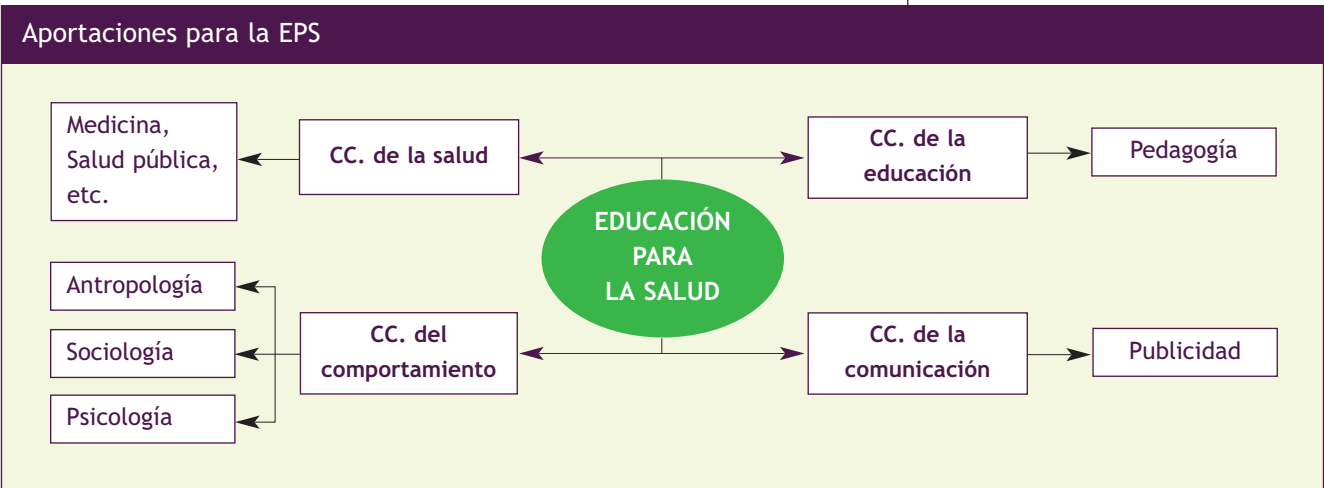 Aportaciones para la EPS
Medicina,
Salud pública,
etc.
CC. de la salud
CC. de la
educación
Pedagogía
EDUCACIÓN
PARA
LA SALUD
Antropología
Sociología
Psicología
CC. del
comportamiento
CC. de la
comunicación
Publicidad